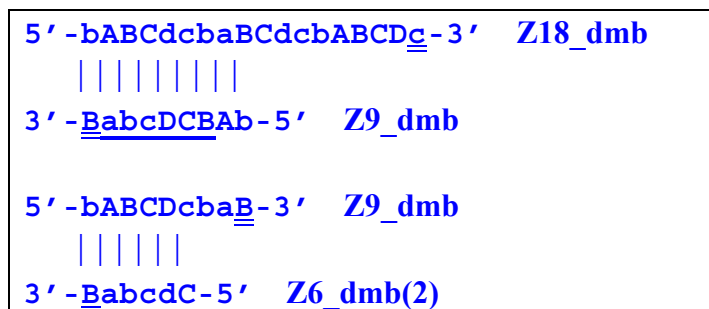 5’-bABCdcbaBCdcbABCDc-3’ Z18_dmb
|||||||||
3’-BabcDCBAb-5’ Z9_dmb
5’-bABCDcbaB-3’ Z9_dmb
||||||
3’-BabcdC-5’ Z6_dmb(2)